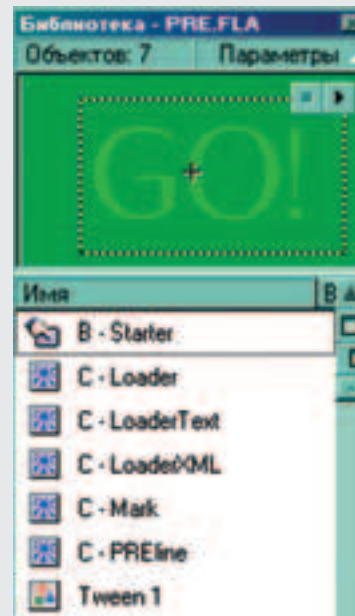 Библиотека - PRE.FLA
Объектов: 7 Параметры
GO!
Имя В
B - Starter
C - Loader
C - LoaderText
C - LoaderXML
C - Mark
C - PREline
Tween 1